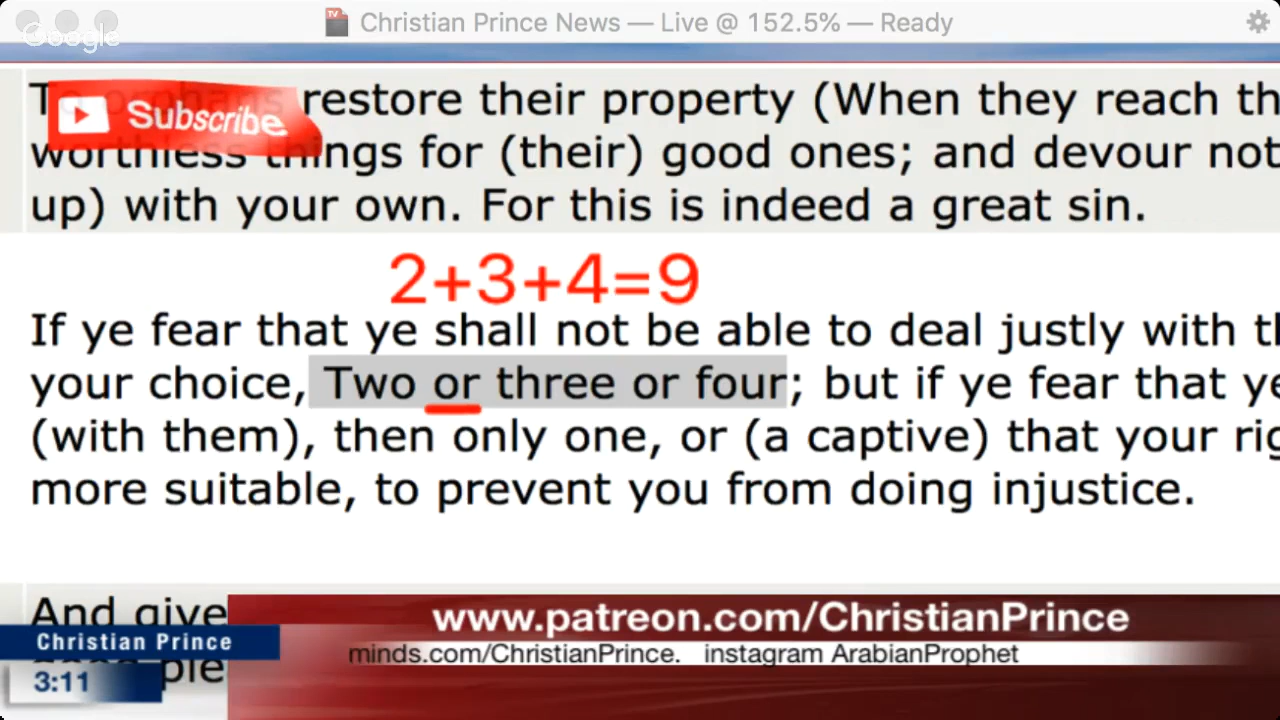 Christian Prince News — Live @ 152.5% — Ready
Google
Subscribe
restore their property (When they reach th
worthless things for (their) good ones; and devour not
up) with your own. For this is indeed a great sin.
2+3+4=9
If ye fear that ye shall not be able to deal justly with th
your choice, Two or three or four; but if ye fear that ye
(with them), then only one, or (a captive) that your rig
more suitable, to prevent you from doing injustice.
And give
www.patreon.com/ChristianPrince
Christian Prince
minds.com/ChristianPrince. instagram ArabianProphet
3:11